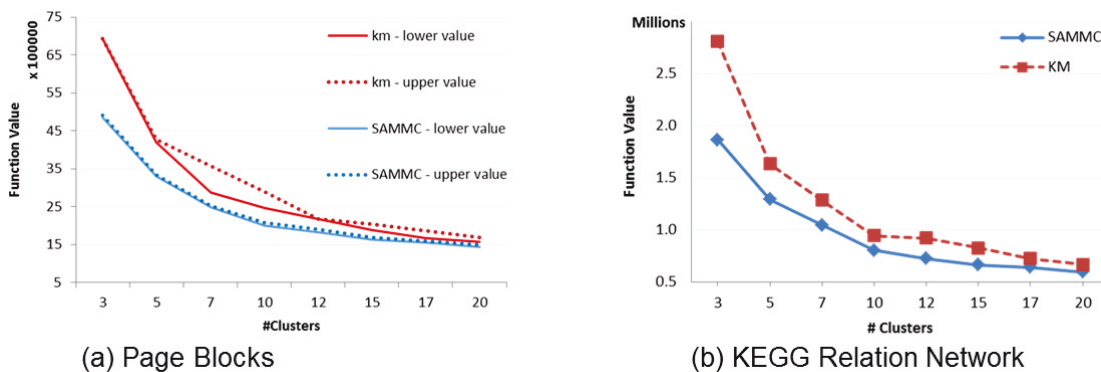 75
65
55
45
35
25
15
5
x 100000
Function Value
km - lower value
km - upper value
SAMMC - lower value
SAMMC - upper value
3 5 7 10 12 15 17 20
#Clusters
(a) Page Blocks
Millions
2.5
2.0
1.5
1.0
0.5
Function Value
SAMMC
KM
3 5 7 10 12 15 17 20
# Clusters
(b) KEGG Relation Network